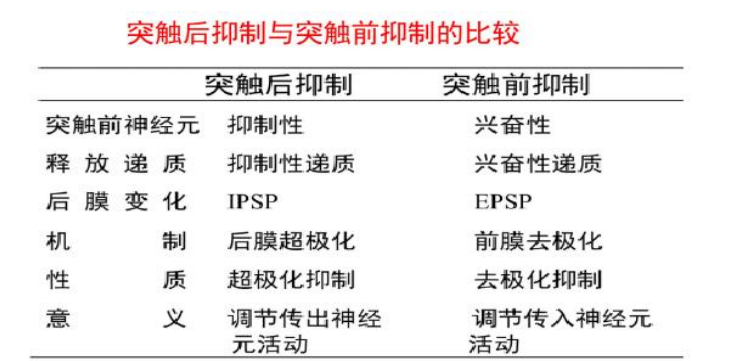 突触后抑制与突触前抑制的比较
突触后抑制 突触前抑制
突触前神经元 抑制性 兴奋性
释放递质 抑制性递质 兴奋性递质
后膜变化 IPSP EPSP
机制 后膜超极化 前膜去极化
性质 超极化抑制 去极化抑制
意义 调节传出神经 调节传入神经元
元活动 活动